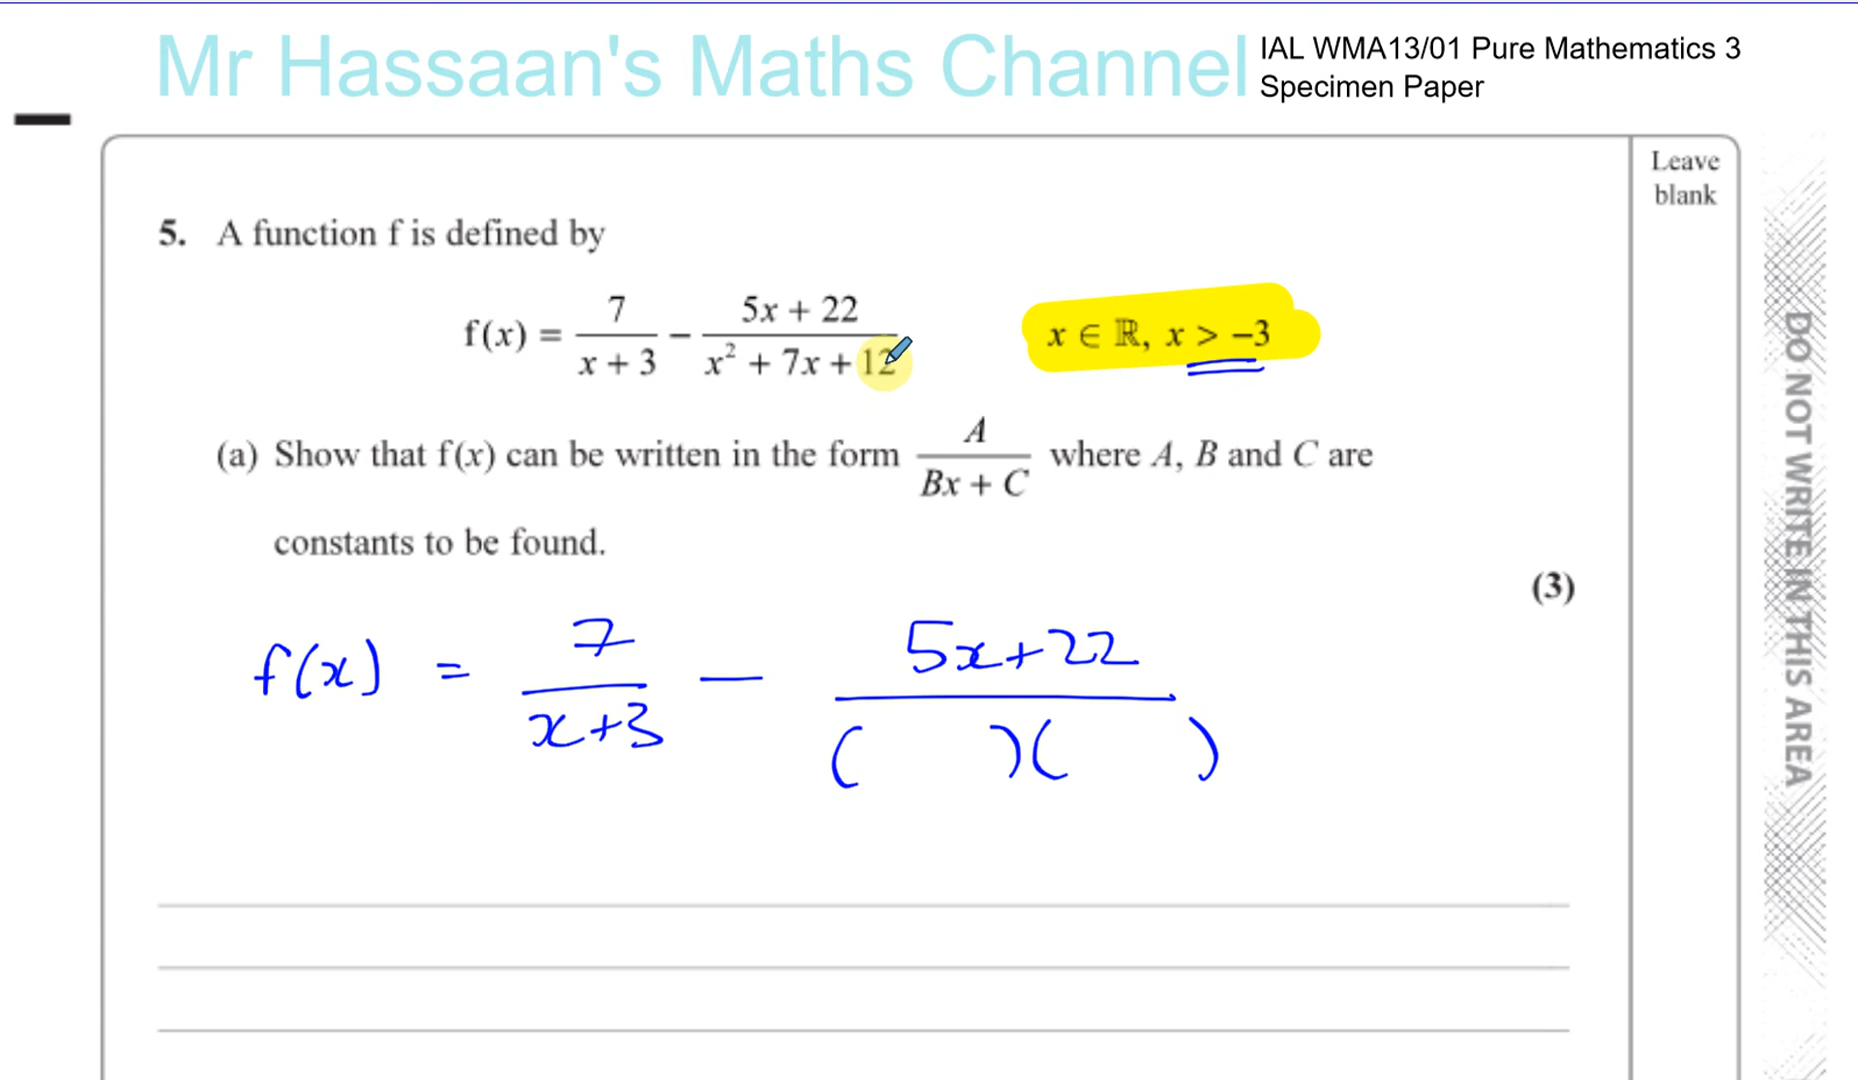 Mr Hassaan's Maths Channel
IAL WMA13/01 Pure Mathematics 3
Specimen Paper
Leave
blank
5. A function f is defined by
f(x) = 7/(x + 3) − (5x + 22)/(x² + 7x + 12)    x ∈ ℝ, x > −3
(a) Show that f(x) can be written in the form A/(Bx + C) where A, B and C are
constants to be found.
(3)
f(x) = 7/(x+3) − (5x+22)/(   )(   )
DO NOT WRITE IN THIS AREA